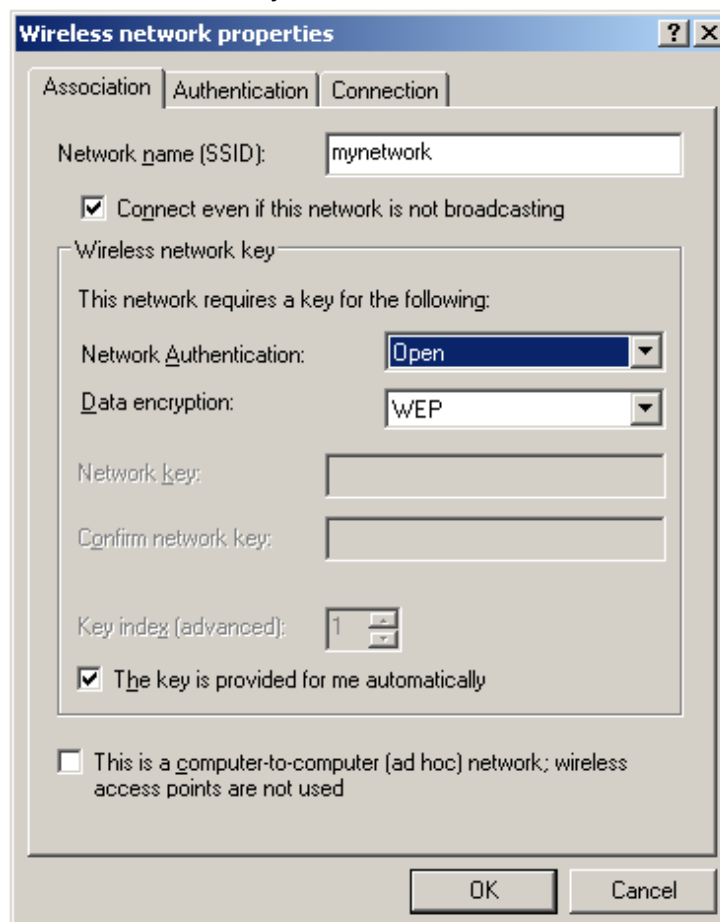 Wireless network properties
Association Authentication Connection
Network name (SSID): mynetwork
Connect even if this network is not broadcasting
Wireless network key
This network requires a key for the following:
Network Authentication: Open
Data encryption: WEP
Network key:
Confirm network key:
Key index (advanced): 1
The key is provided for me automatically
This is a computer-to-computer (ad hoc) network; wireless
access points are not used
OK Cancel